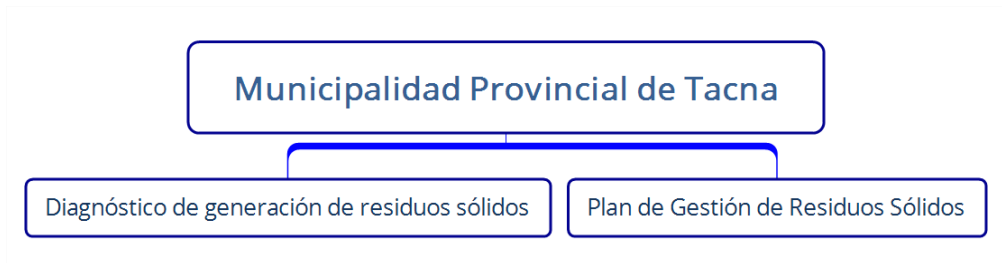 Municipalidad Provincial de Tacna
Diagnóstico de generación de residuos sólidos
Plan de Gestión de Residuos Sólidos